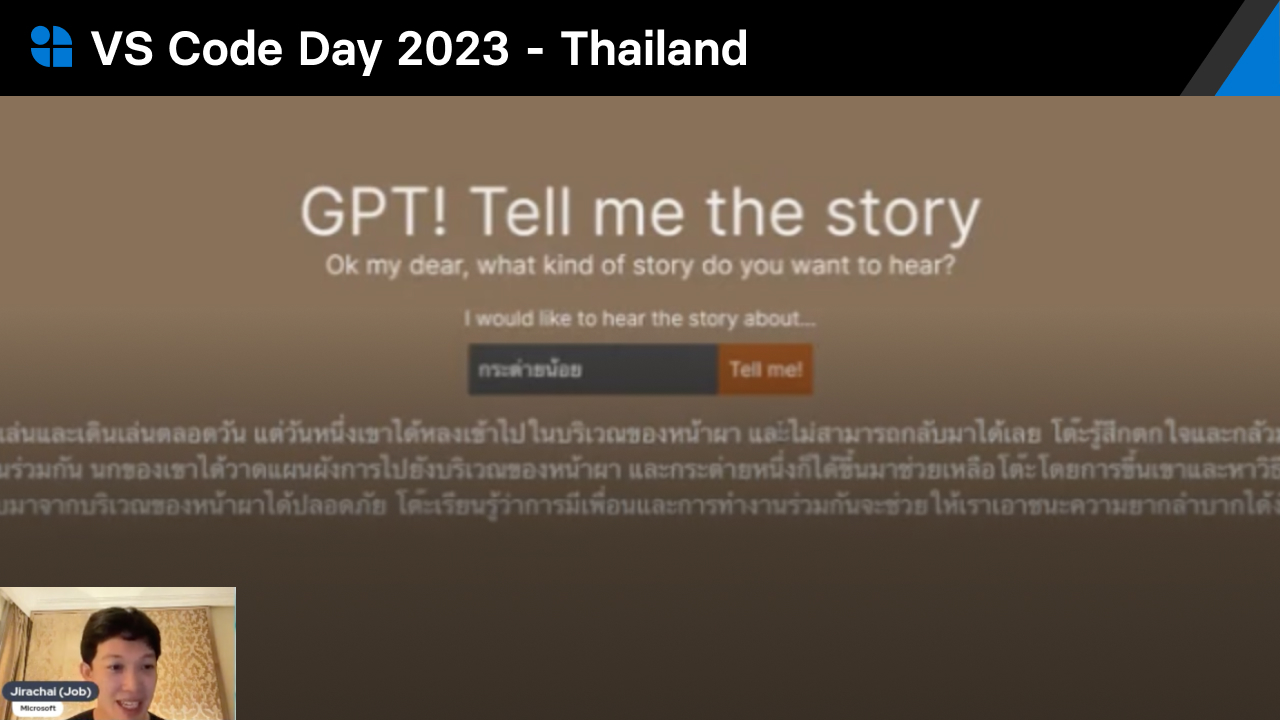 VS Code Day 2023 - Thailand
GPT! Tell me the story
Ok my dear, what kind of story do you want to hear?
I would like to hear the story about...
กระต่ายน้อย
Tell me!
เล่นและเดินเล่นตลอดวัน แต่วันหนึ่งเขาได้หลงเข้าไปในบริเวณของหน้าผา และไม่สามารถกลับมาได้เลย โต๊ะรู้สึกตกใจและกลัว
ร่วมกัน นกของเขาได้วาดแผนผังการไปยังบริเวณของหน้าผา และกระต่ายหนึ่งก็ได้ขึ้นมาช่วยเหลือโต๊ะโดยการขึ้นเขาและหาวิธี
มาจากบริเวณของหน้าผาได้ปลอดภัย โต๊ะเรียนรู้ว่าการมีเพื่อนและการทำงานร่วมกันจะช่วยให้เราเอาชนะความยากลำบากได้
Jirachai (Job)
Microsoft